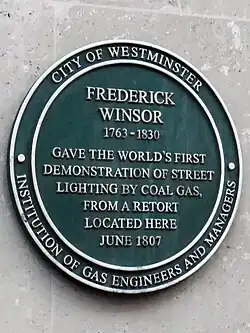 CITY OF WESTMINSTER
FREDERICK
WINSOR
1763-1830
GAVE THE WORLD'S FIRST
DEMONSTRATION OF STREET
LIGHTING BY COAL GAS,
FROM A RETORT
LOCATED HERE
JUNE 1807
INSTITUTION OF GAS ENGINEERS AND MANAGERS